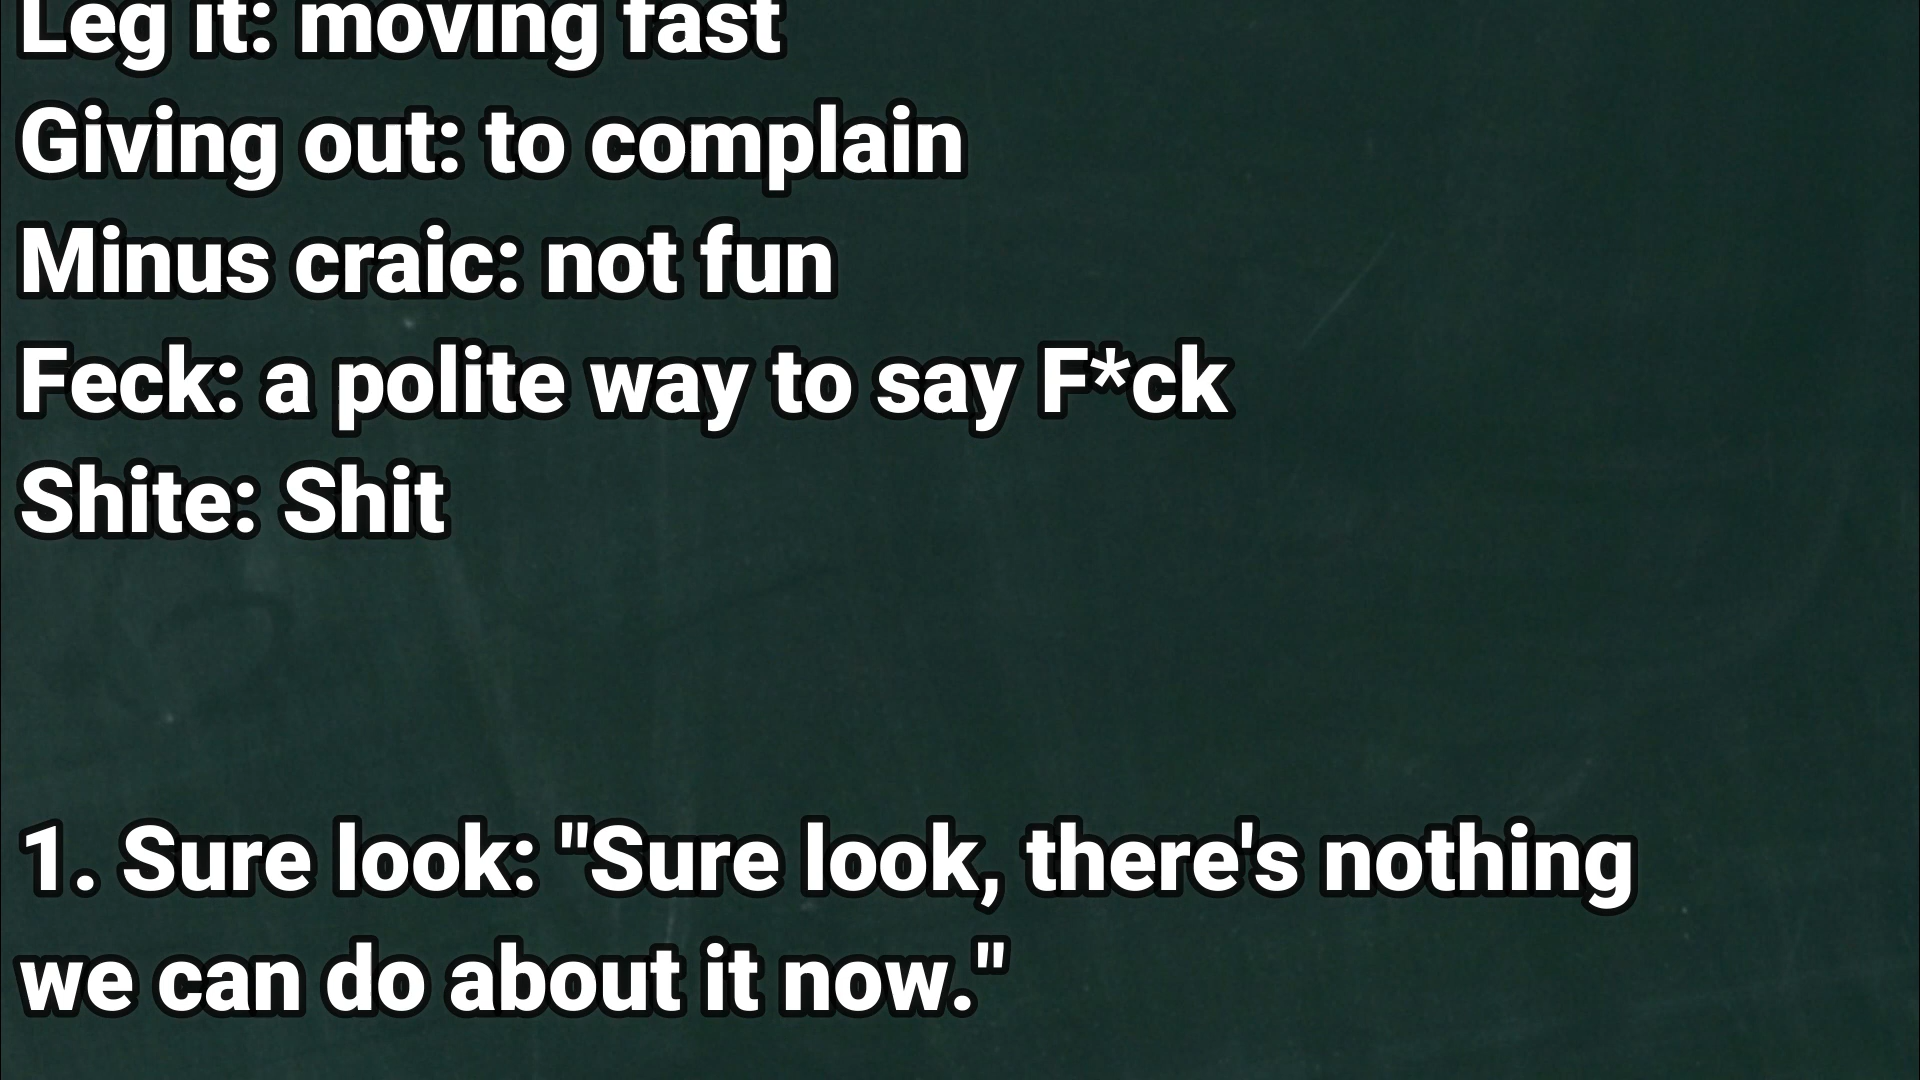 Leg it: moving fast
Giving out: to complain
Minus craic: not fun
Feck: a polite way to say F*ck
Shite: Shit
1. Sure look: "Sure look, there's nothing
we can do about it now."